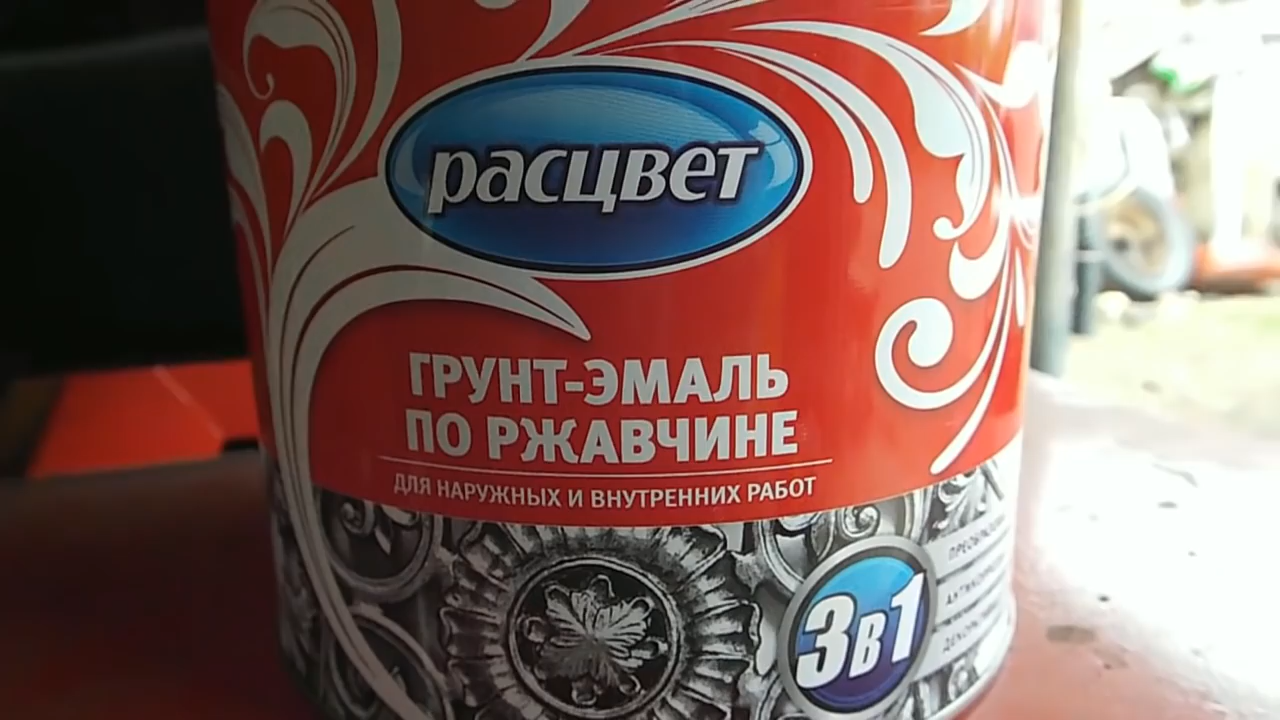 расцвет
ГРУНТ-ЭМАЛЬ
ПО РЖАВЧИНЕ
ДЛЯ НАРУЖНЫХ И ВНУТРЕННИХ РАБОТ
3в1